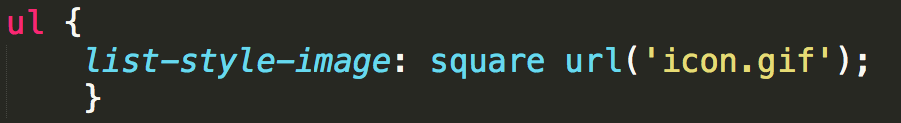 ul {
list-style-image: square url('icon.gif');
}